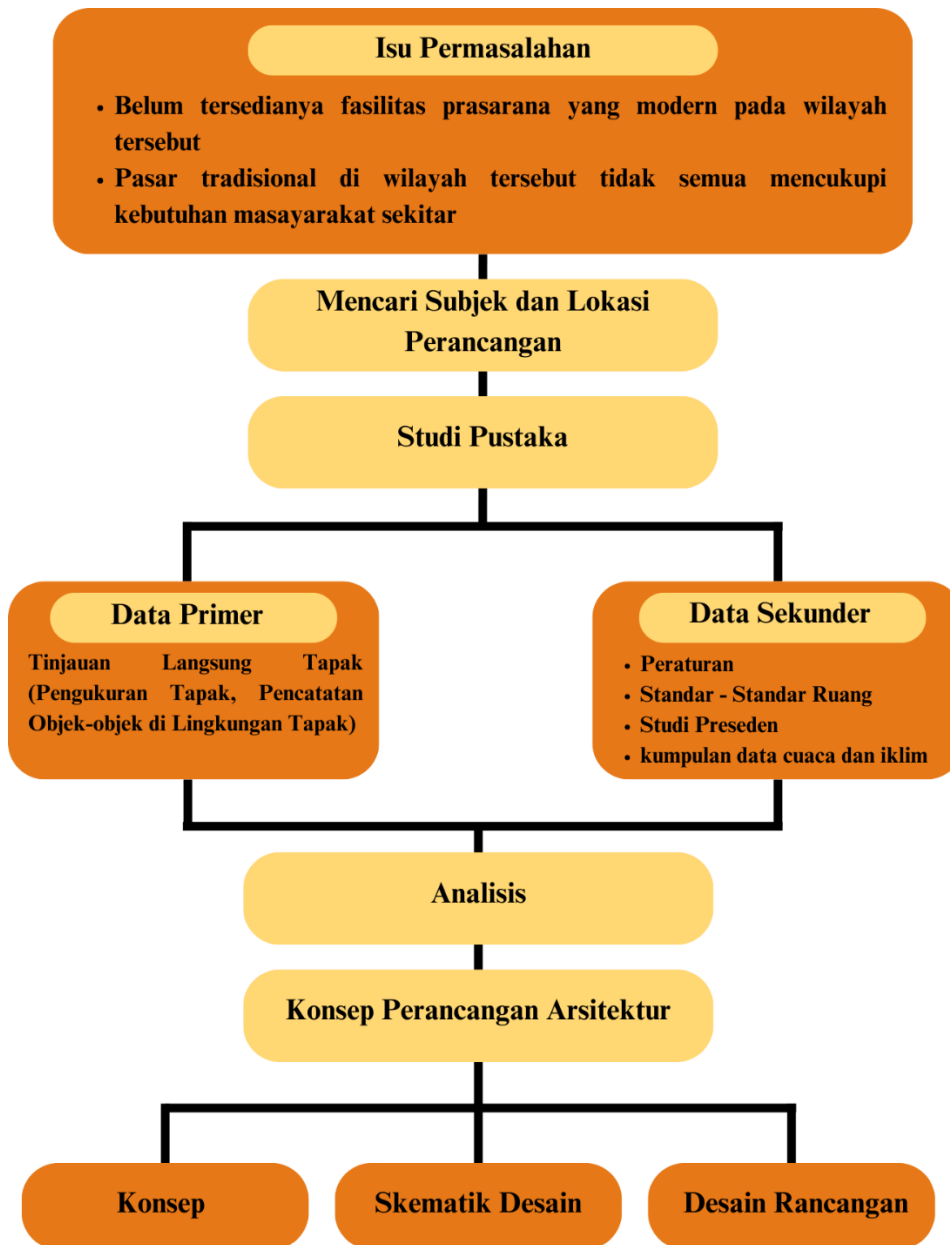 Isu Permasalahan
• Belum tersedianya fasilitas prasarana yang modern pada wilayah
tersebut
• Pasar tradisional di wilayah tersebut tidak semua mencukupi
kebutuhan masayarakat sekitar
Mencari Subjek dan Lokasi
Perancangan
Studi Pustaka
Data Primer
Tinjauan Langsung Tapak
(Pengukuran Tapak, Pencatatan
Objek-objek di Lingkungan Tapak)
Data Sekunder
• Peraturan
• Standar - Standar Ruang
• Studi Preseden
• kumpulan data cuaca dan iklim
Analisis
Konsep Perancangan Arsitektur
Konsep
Skematik Desain
Desain Rancangan